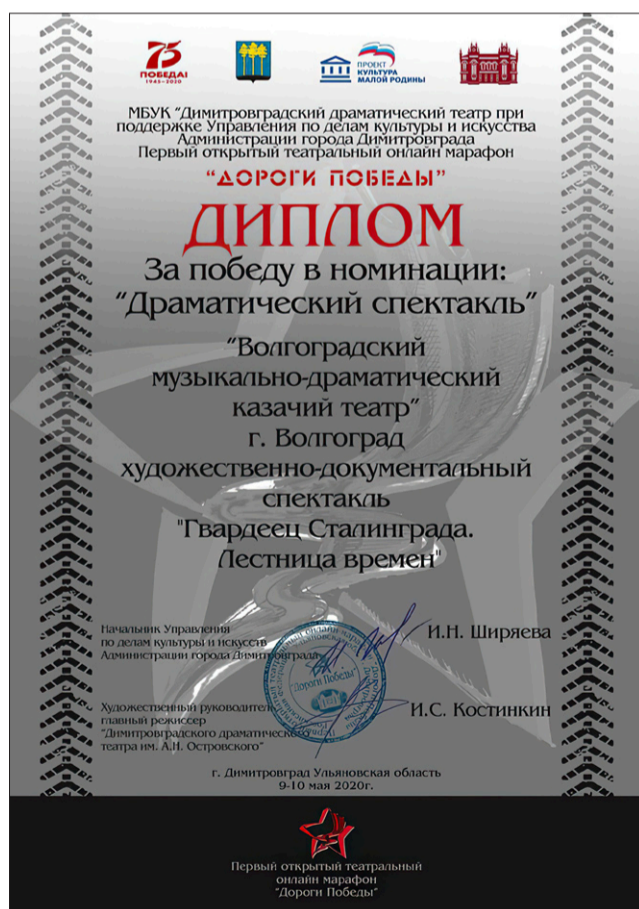 75
ПОБЕДА!
1945–2020
ПРОЕКТ
КУЛЬТУРА
МАЛОЙ РОДИНЫ
МБУК "Димитровградский драматический театр при
поддержке Управления по делам культуры и искусства
Администрации города Димитровграда
Первый открытый театральный онлайн марафон
"ДОРОГИ ПОБЕДЫ"
ДИПЛОМ
За победу в номинации:
"Драматический спектакль"
"Волгоградский
музыкально-драматический
казачий театр"
г. Волгоград
художественно-документальный
спектакль
"Гвардеец Сталинграда.
Лестница времен"
Начальник Управления
по делам культуры и искусств
Администрации города Димитровграда
И.Н. Ширяева
"Дороги Победы"
Художественный руководитель
главный режиссер
"Димитровградского драматического
театра им. А.Н. Островского"
И.С. Костинкин
г. Димитровград Ульяновская область
9-10 мая 2020г.
Первый открытый театральный
онлайн марафон
"Дороги Победы"